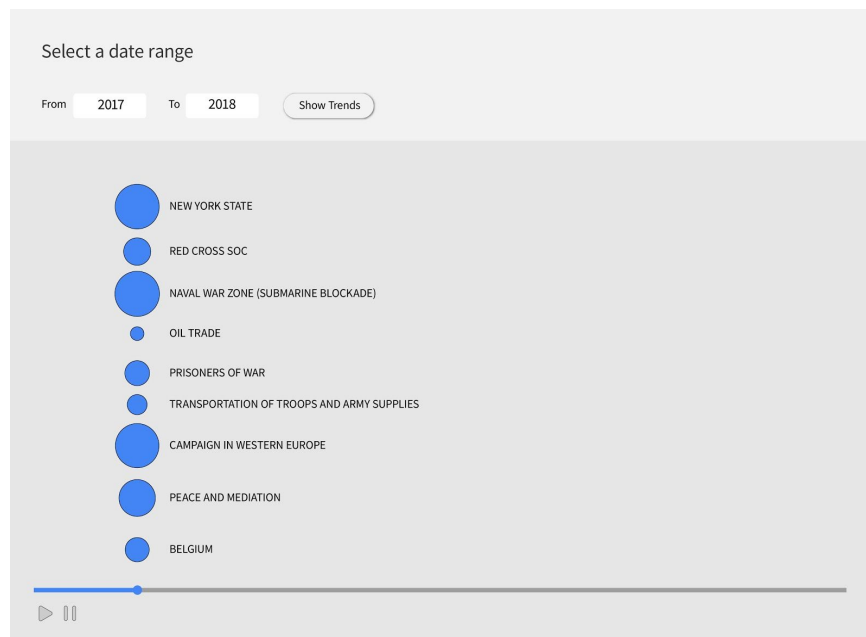 Select a date range
From 2017 To 2018 Show Trends
NEW YORK STATE
RED CROSS SOC
NAVAL WAR ZONE (SUBMARINE BLOCKADE)
OIL TRADE
PRISONERS OF WAR
TRANSPORTATION OF TROOPS AND ARMY SUPPLIES
CAMPAIGN IN WESTERN EUROPE
PEACE AND MEDIATION
BELGIUM